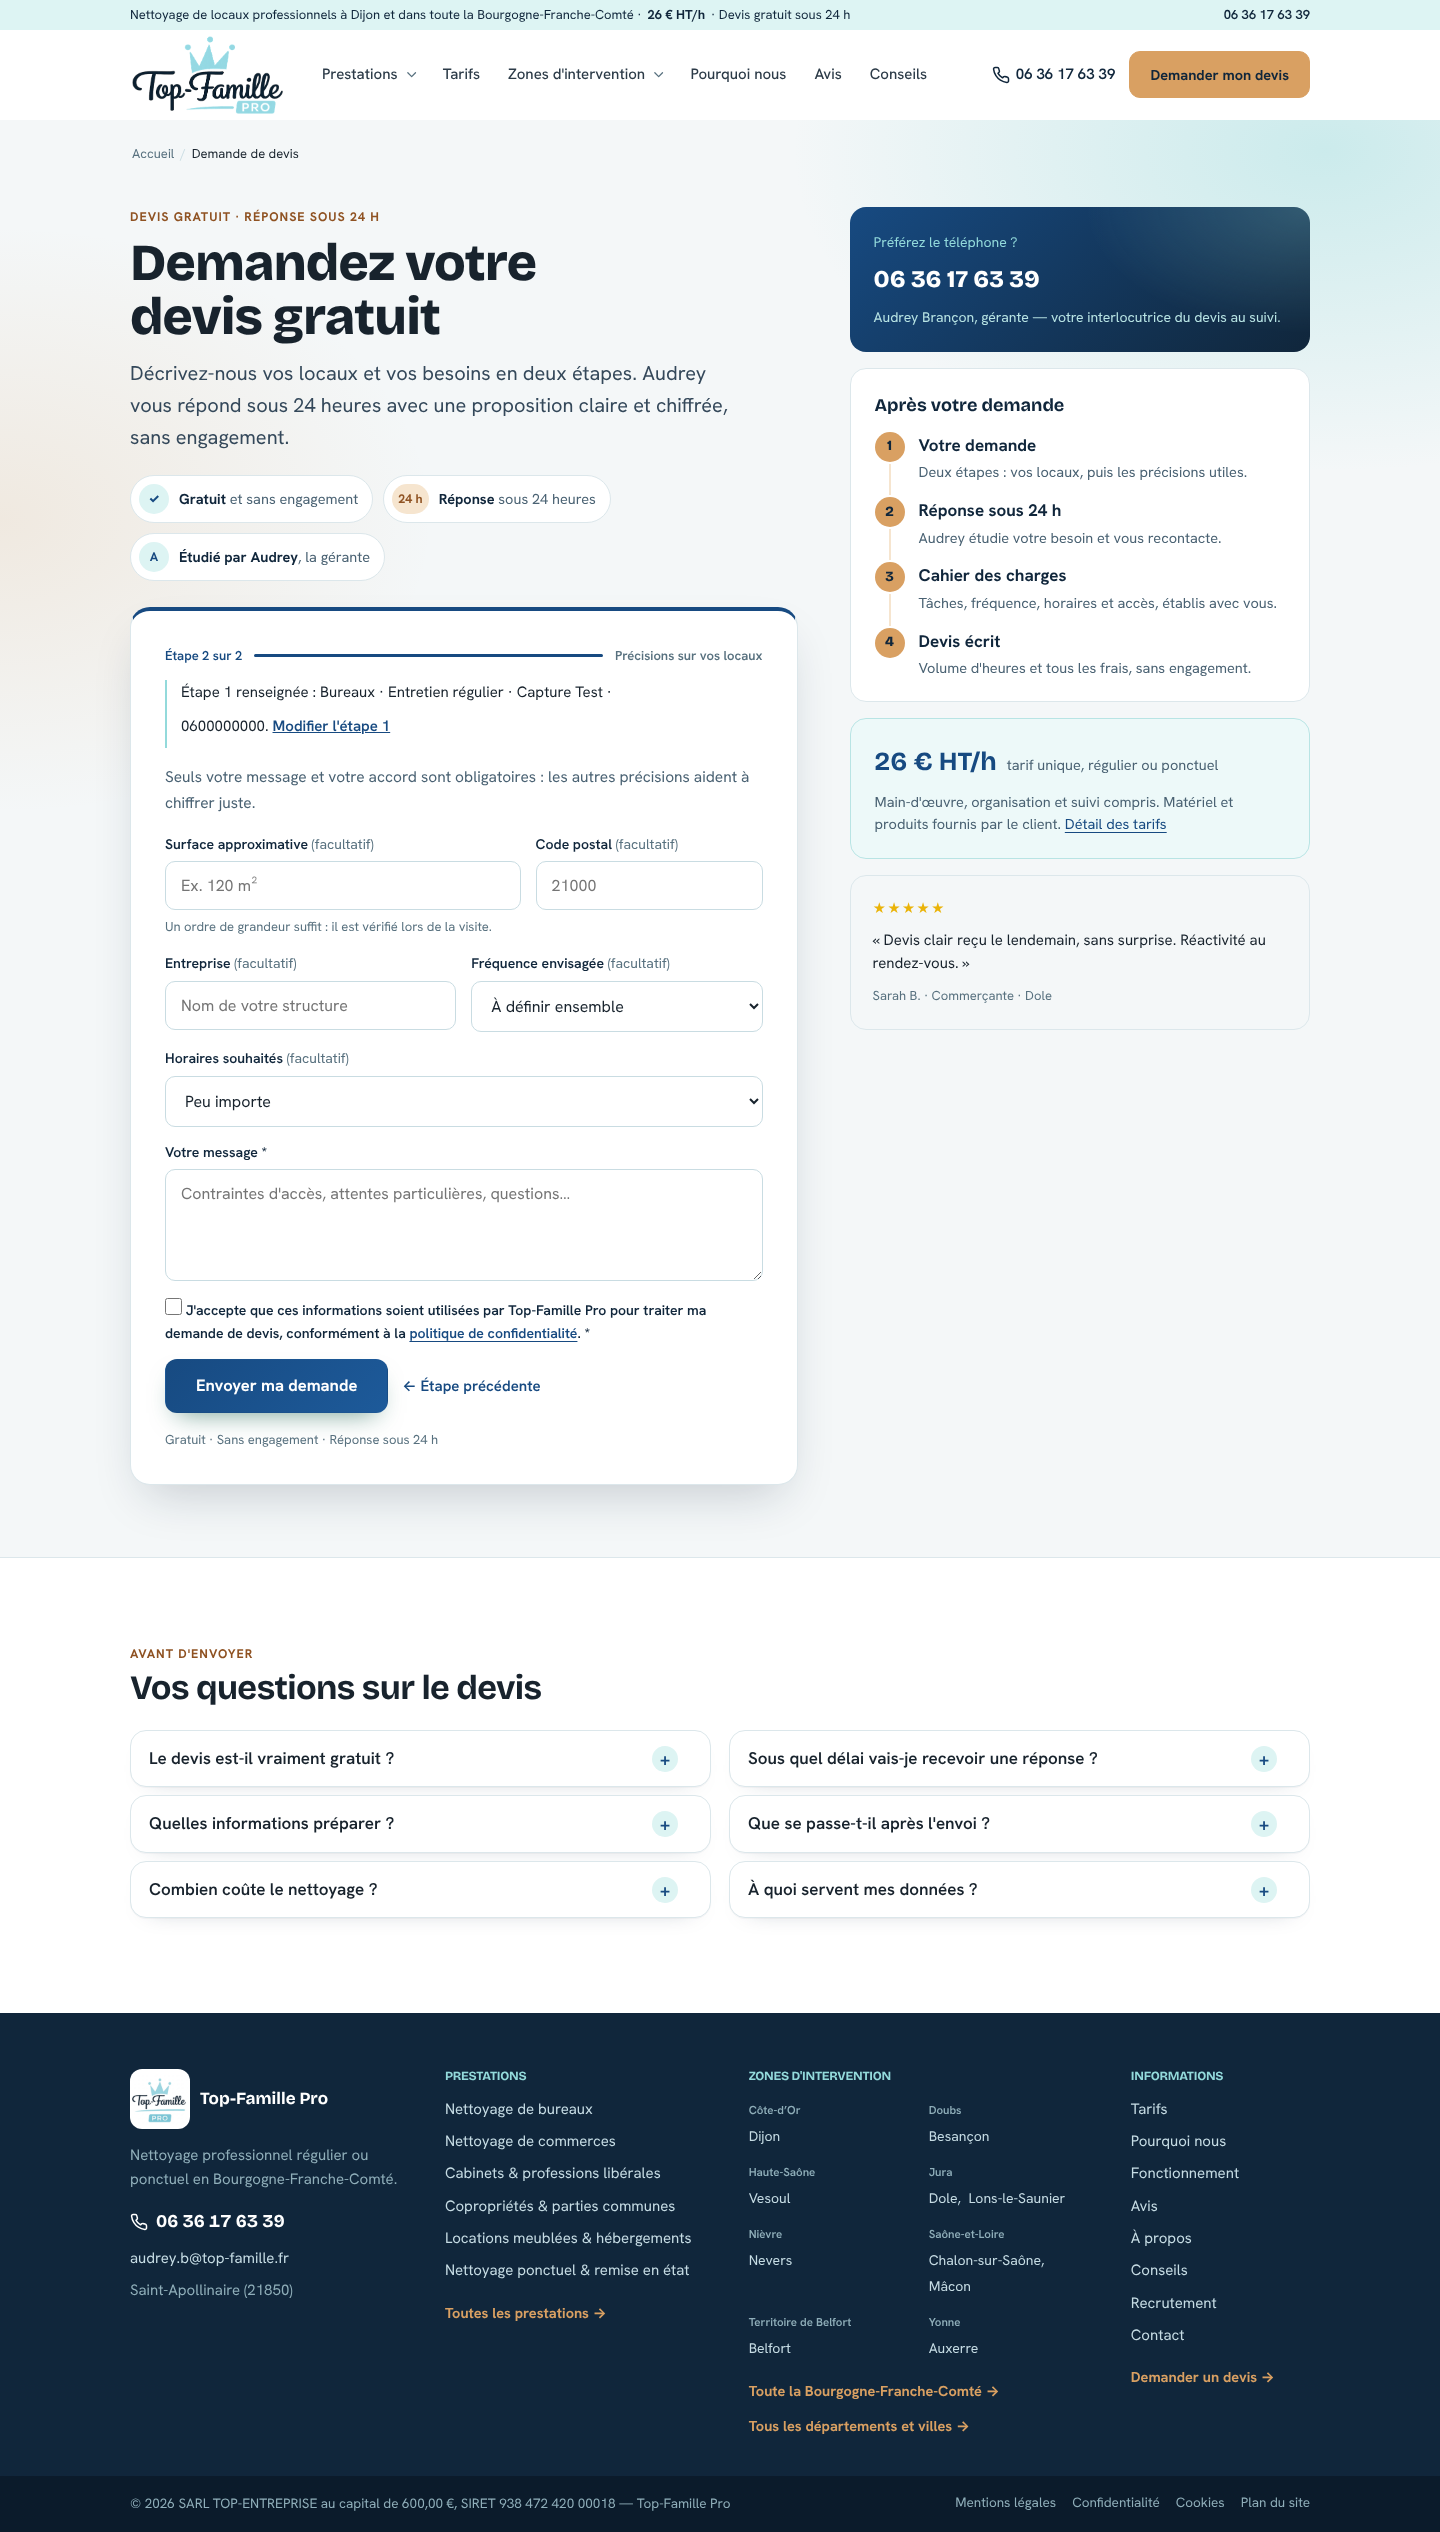 Nettoyage de locaux professionnels à Dijon et dans toute la Bourgogne-Franche-Comté · 26 € HT/h · Devis gratuit sous 24 h
06 36 17 63 39
Top-Famille
PRO
Prestations
Tarifs
Zones d'intervention
Pourquoi nous
Avis
Conseils
06 36 17 63 39
Demander mon devis
Accueil / Demande de devis
DEVIS GRATUIT · RÉPONSE SOUS 24 H
Demandez votre
devis gratuit
Décrivez-nous vos locaux et vos besoins en deux étapes. Audrey
vous répond sous 24 heures avec une proposition claire et chiffrée,
sans engagement.
✓ Gratuit et sans engagement
24 h Réponse sous 24 heures
A Étudié par Audrey, la gérante
Étape 2 sur 2
Précisions sur vos locaux
Étape 1 renseignée : Bureaux · Entretien régulier · Capture Test ·
0600000000. Modifier l'étape 1
Seuls votre message et votre accord sont obligatoires : les autres précisions aident à
chiffrer juste.
Surface approximative (facultatif)
Code postal (facultatif)
Ex. 120 m²
21000
Un ordre de grandeur suffit : il est vérifié lors de la visite.
Entreprise (facultatif)
Fréquence envisagée (facultatif)
Nom de votre structure
À définir ensemble
Horaires souhaités (facultatif)
Peu importe
Votre message *
Contraintes d'accès, attentes particulières, questions…
J'accepte que ces informations soient utilisées par Top-Famille Pro pour traiter ma
demande de devis, conformément à la politique de confidentialité. *
Envoyer ma demande
← Étape précédente
Gratuit · Sans engagement · Réponse sous 24 h
Préférez le téléphone ?
06 36 17 63 39
Audrey Brançon, gérante — votre interlocutrice du devis au suivi.
Après votre demande
1 Votre demande
Deux étapes : vos locaux, puis les précisions utiles.
2 Réponse sous 24 h
Audrey étudie votre besoin et vous recontacte.
3 Cahier des charges
Tâches, fréquence, horaires et accès, établis avec vous.
4 Devis écrit
Volume d'heures et tous les frais, sans engagement.
26 € HT/h tarif unique, régulier ou ponctuel
Main-d'œuvre, organisation et suivi compris. Matériel et
produits fournis par le client. Détail des tarifs
★★★★★
« Devis clair reçu le lendemain, sans surprise. Réactivité au
rendez-vous. »
Sarah B. · Commerçante · Dole
AVANT D'ENVOYER
Vos questions sur le devis
Le devis est-il vraiment gratuit ? +
Sous quel délai vais-je recevoir une réponse ? +
Quelles informations préparer ? +
Que se passe-t-il après l'envoi ? +
Combien coûte le nettoyage ? +
À quoi servent mes données ? +
Top-Famille
PRO
Top-Famille Pro
Nettoyage professionnel régulier ou
ponctuel en Bourgogne-Franche-Comté.
06 36 17 63 39
audrey.b@top-famille.fr
Saint-Apollinaire (21850)
PRESTATIONS
Nettoyage de bureaux
Nettoyage de commerces
Cabinets & professions libérales
Copropriétés & parties communes
Locations meublées & hébergements
Nettoyage ponctuel & remise en état
Toutes les prestations →
ZONES D'INTERVENTION
Côte-d'Or
Dijon
Doubs
Besançon
Haute-Saône
Vesoul
Jura
Dole, Lons-le-Saunier
Nièvre
Nevers
Saône-et-Loire
Chalon-sur-Saône,
Mâcon
Territoire de Belfort
Belfort
Yonne
Auxerre
Toute la Bourgogne-Franche-Comté →
Tous les départements et villes →
INFORMATIONS
Tarifs
Pourquoi nous
Fonctionnement
Avis
À propos
Conseils
Recrutement
Contact
Demander un devis →
© 2026 SARL TOP-ENTREPRISE au capital de 600,00 €, SIRET 938 472 420 00018 — Top-Famille Pro
Mentions légales
Confidentialité
Cookies
Plan du site